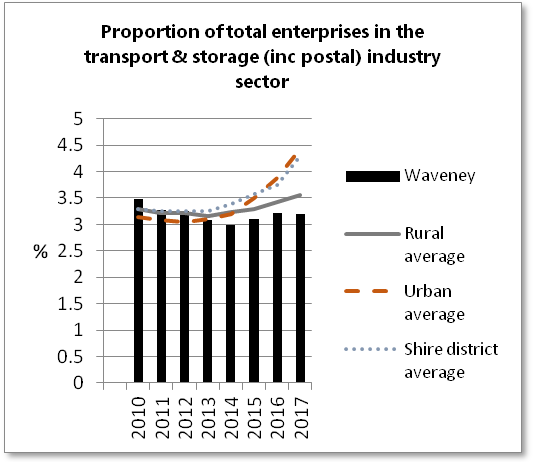 Proportion of total enterprises in the
transport & storage (inc postal) industry
sector
5
4.5
4
3.5
3
2.5
2
1.5
1
0.5
0
%
2010
2011
2012
2013
2014
2015
2016
2017
Waveney
Rural
average
Urban
average
Shire district
average